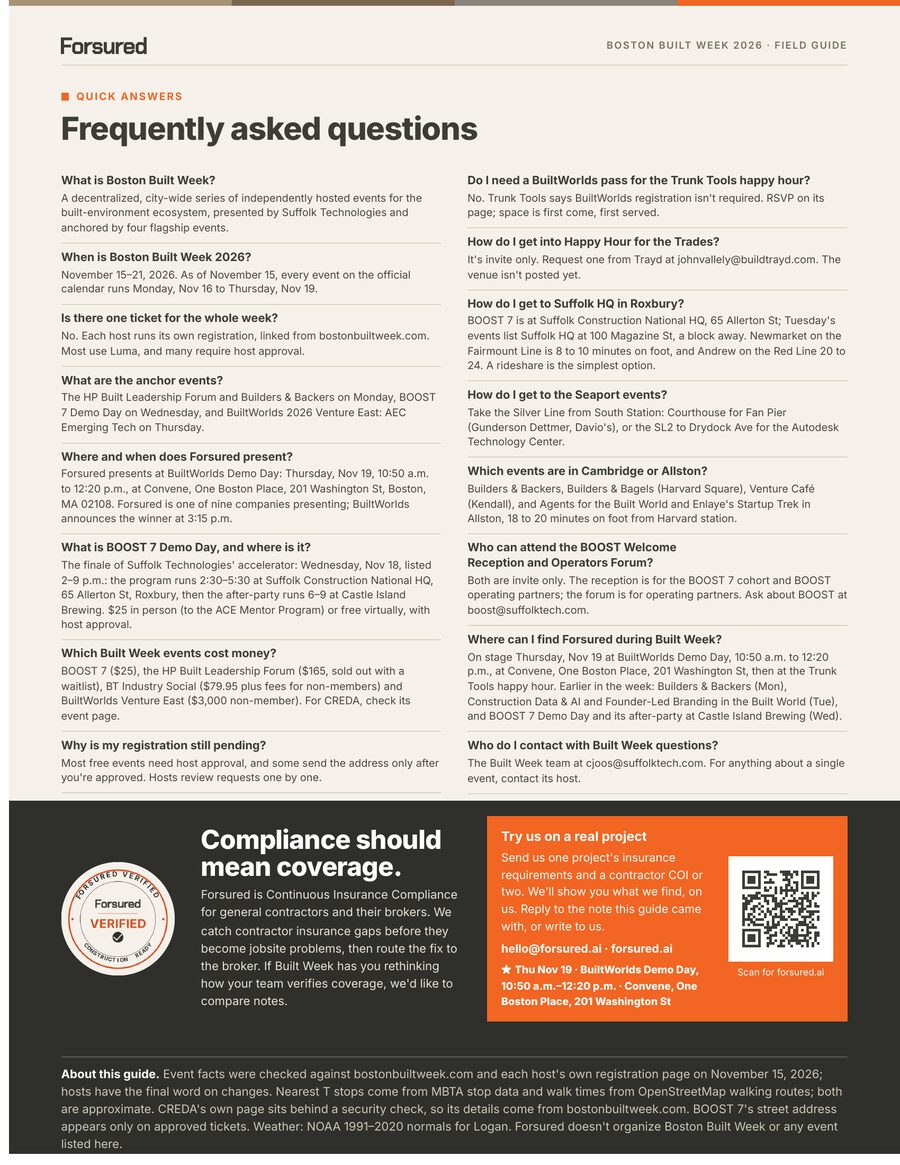 Forsured
BOSTON BUILT WEEK 2026 · FIELD GUIDE
QUICK ANSWERS
Frequently asked questions
What is Boston Built Week?
A decentralized, city-wide series of independently hosted events for the
built-environment ecosystem, presented by Suffolk Technologies and
anchored by four flagship events.
When is Boston Built Week 2026?
November 15–21, 2026. As of November 15, every event on the official
calendar runs Monday, Nov 16 to Thursday, Nov 19.
Is there one ticket for the whole week?
No. Each host runs its own registration, linked from bostonbuiltweek.com.
Most use Luma, and many require host approval.
What are the anchor events?
The HP Built Leadership Forum and Builders & Backers on Monday, BOOST
7 Demo Day on Wednesday, and BuiltWorlds 2026 Venture East: AEC
Emerging Tech on Thursday.
Where and when does Forsured present?
Forsured presents at BuiltWorlds Demo Day: Thursday, Nov 19, 10:50 a.m.
to 12:20 p.m., at Convene, One Boston Place, 201 Washington St, Boston,
MA 02108. Forsured is one of nine companies presenting; BuiltWorlds
announces the winner at 3:15 p.m.
What is BOOST 7 Demo Day, and where is it?
The finale of Suffolk Technologies' accelerator: Wednesday, Nov 18, listed
2–9 p.m.: the program runs 2:30–5:30 at Suffolk Construction National HQ,
65 Allerton St, Roxbury, then the after-party runs 6–9 at Castle Island
Brewing. $25 in person (to the ACE Mentor Program) or free virtually, with
host approval.
Which Built Week events cost money?
BOOST 7 ($25), the HP Built Leadership Forum ($165, sold out with a
waitlist), BT Industry Social ($79.95 plus fees for non-members) and
BuiltWorlds Venture East ($3,000 non-member). For CREDA, check its
event page.
Why is my registration still pending?
Most free events need host approval, and some send the address only after
you're approved. Hosts review requests one by one.
Do I need a BuiltWorlds pass for the Trunk Tools happy hour?
No. Trunk Tools says BuiltWorlds registration isn't required. RSVP on its
page; space is first come, first served.
How do I get into Happy Hour for the Trades?
It's invite only. Request one from Trayd at johnvallely@buildtrayd.com. The
venue isn't posted yet.
How do I get to Suffolk HQ in Roxbury?
BOOST 7 is at Suffolk Construction National HQ, 65 Allerton St; Tuesday's
events list Suffolk HQ at 100 Magazine St, a block away. Newmarket on the
Fairmount Line is 8 to 10 minutes on foot, and Andrew on the Red Line 20 to
24. A rideshare is the simplest option.
How do I get to the Seaport events?
Take the Silver Line from South Station: Courthouse for Fan Pier
(Gunderson Dettmer, Davio's), or the SL2 to Drydock Ave for the Autodesk
Technology Center.
Which events are in Cambridge or Allston?
Builders & Backers, Builders & Bagels (Harvard Square), Venture Café
(Kendall), and Agents for the Built World and Enlaye's Startup Trek in
Allston, 18 to 20 minutes on foot from Harvard station.
Who can attend the BOOST Welcome
Reception and Operators Forum?
Both are invite only. The reception is for the BOOST 7 cohort and BOOST
operating partners; the forum is for operating partners. Ask about BOOST at
boost@suffolktech.com.
Where can I find Forsured during Built Week?
On stage Thursday, Nov 19 at BuiltWorlds Demo Day, 10:50 a.m. to 12:20
p.m., at Convene, One Boston Place, 201 Washington St, then at the Trunk
Tools happy hour. Earlier in the week: Builders & Backers (Mon),
Construction Data & AI and Founder-Led Branding in the Built World (Tue),
and BOOST 7 Demo Day and its after-party at Castle Island Brewing (Wed).
Who do I contact with Built Week questions?
The Built Week team at cjoos@suffolktech.com. For anything about a single
event, contact its host.
FORSURED VERIFIED
Forsured
VERIFIED
CONSTRUCTION READY
Compliance should
mean coverage.
Forsured is Continuous Insurance Compliance
for general contractors and their brokers. We
catch contractor insurance gaps before they
become jobsite problems, then route the fix to
the broker. If Built Week has you rethinking
how your team verifies coverage, we'd like to
compare notes.
Try us on a real project
Send us one project's insurance
requirements and a contractor COI or
two. We'll show you what we find, on
us. Reply to the note this guide came
with, or write to us.
hello@forsured.ai · forsured.ai
★ Thu Nov 19 · BuiltWorlds Demo Day,
10:50 a.m.–12:20 p.m. · Convene, One
Boston Place, 201 Washington St
Scan for forsured.ai
About this guide. Event facts were checked against bostonbuiltweek.com and each host's own registration page on November 15, 2026;
hosts have the final word on changes. Nearest T stops come from MBTA stop data and walk times from OpenStreetMap walking routes; both
are approximate. CREDA's own page sits behind a security check, so its details come from bostonbuiltweek.com. BOOST 7's street address
appears only on approved tickets. Weather: NOAA 1991–2020 normals for Logan. Forsured doesn't organize Boston Built Week or any event
listed here.